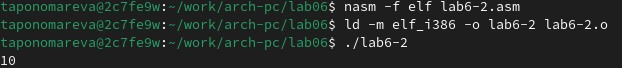 taponomareva@2c7fe9w:~/work/arch-pc/lab06$ nasm -f elf lab6-2.asm
taponomareva@2c7fe9w:~/work/arch-pc/lab06$ ld -m elf_i386 -o lab6-2 lab6-2.o
taponomareva@2c7fe9w:~/work/arch-pc/lab06$ ./lab6-2
10